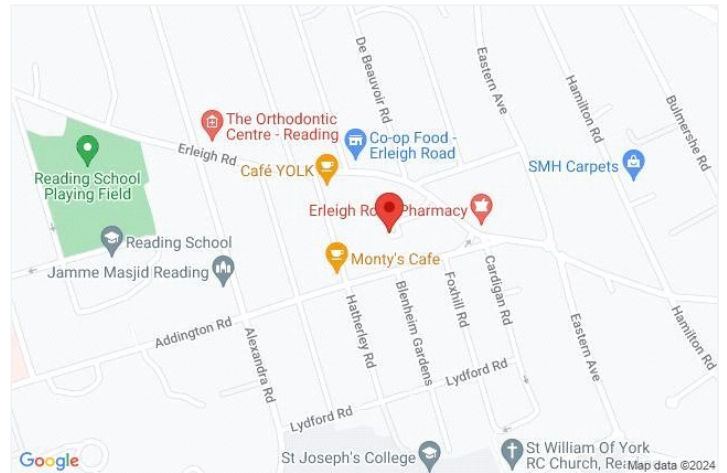 De Beauvoir Rd
Eastern Ave
Hamilton Rd
Bulmershe Rd
The Orthodontic
Centre - Reading
Co-op Food -
Erleigh Road
Erleigh Rd
Café YOLK
SMH Carpets
Reading School
Playing Field
Erleigh Road Pharmacy
Reading School
Jamme Masjid Reading
Monty's Cafe
Addington Rd
Alexandra Rd
Hatherley Rd
Blenheim Gardens
Foxhill Rd
Cardigan Rd
Eastern Ave
Hamilton Rd
Lydford Rd
Lydford Rd
St Joseph's College
St William Of York
RC Church,
Google
Map data ©2024